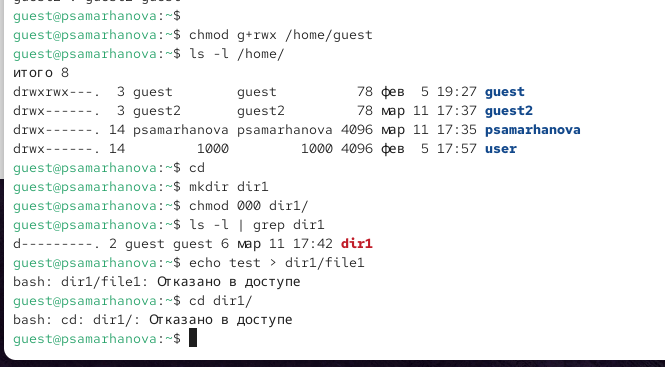 guest@psamarhanova:~$
guest@psamarhanova:~$ chmod g+rwx /home/guest
guest@psamarhanova:~$ ls -l /home/
итого 8
drwxrwx---.  3 guest        guest          78 фев  5 19:27 guest
drwx------.  3 guest2       guest2         78 мар 11 17:37 guest2
drwx------. 14 psamarhanova psamarhanova 4096 мар 11 17:35 psamarhanova
drwx------. 14         1000         1000 4096 фев  5 17:57 user
guest@psamarhanova:~$ cd
guest@psamarhanova:~$ mkdir dir1
guest@psamarhanova:~$ chmod 000 dir1/
guest@psamarhanova:~$ ls -l | grep dir1
d---------. 2 guest guest 6 мар 11 17:42 dir1
guest@psamarhanova:~$ echo test > dir1/file1
bash: dir1/file1: Отказано в доступе
guest@psamarhanova:~$ cd dir1/
bash: cd: dir1/: Отказано в доступе
guest@psamarhanova:~$